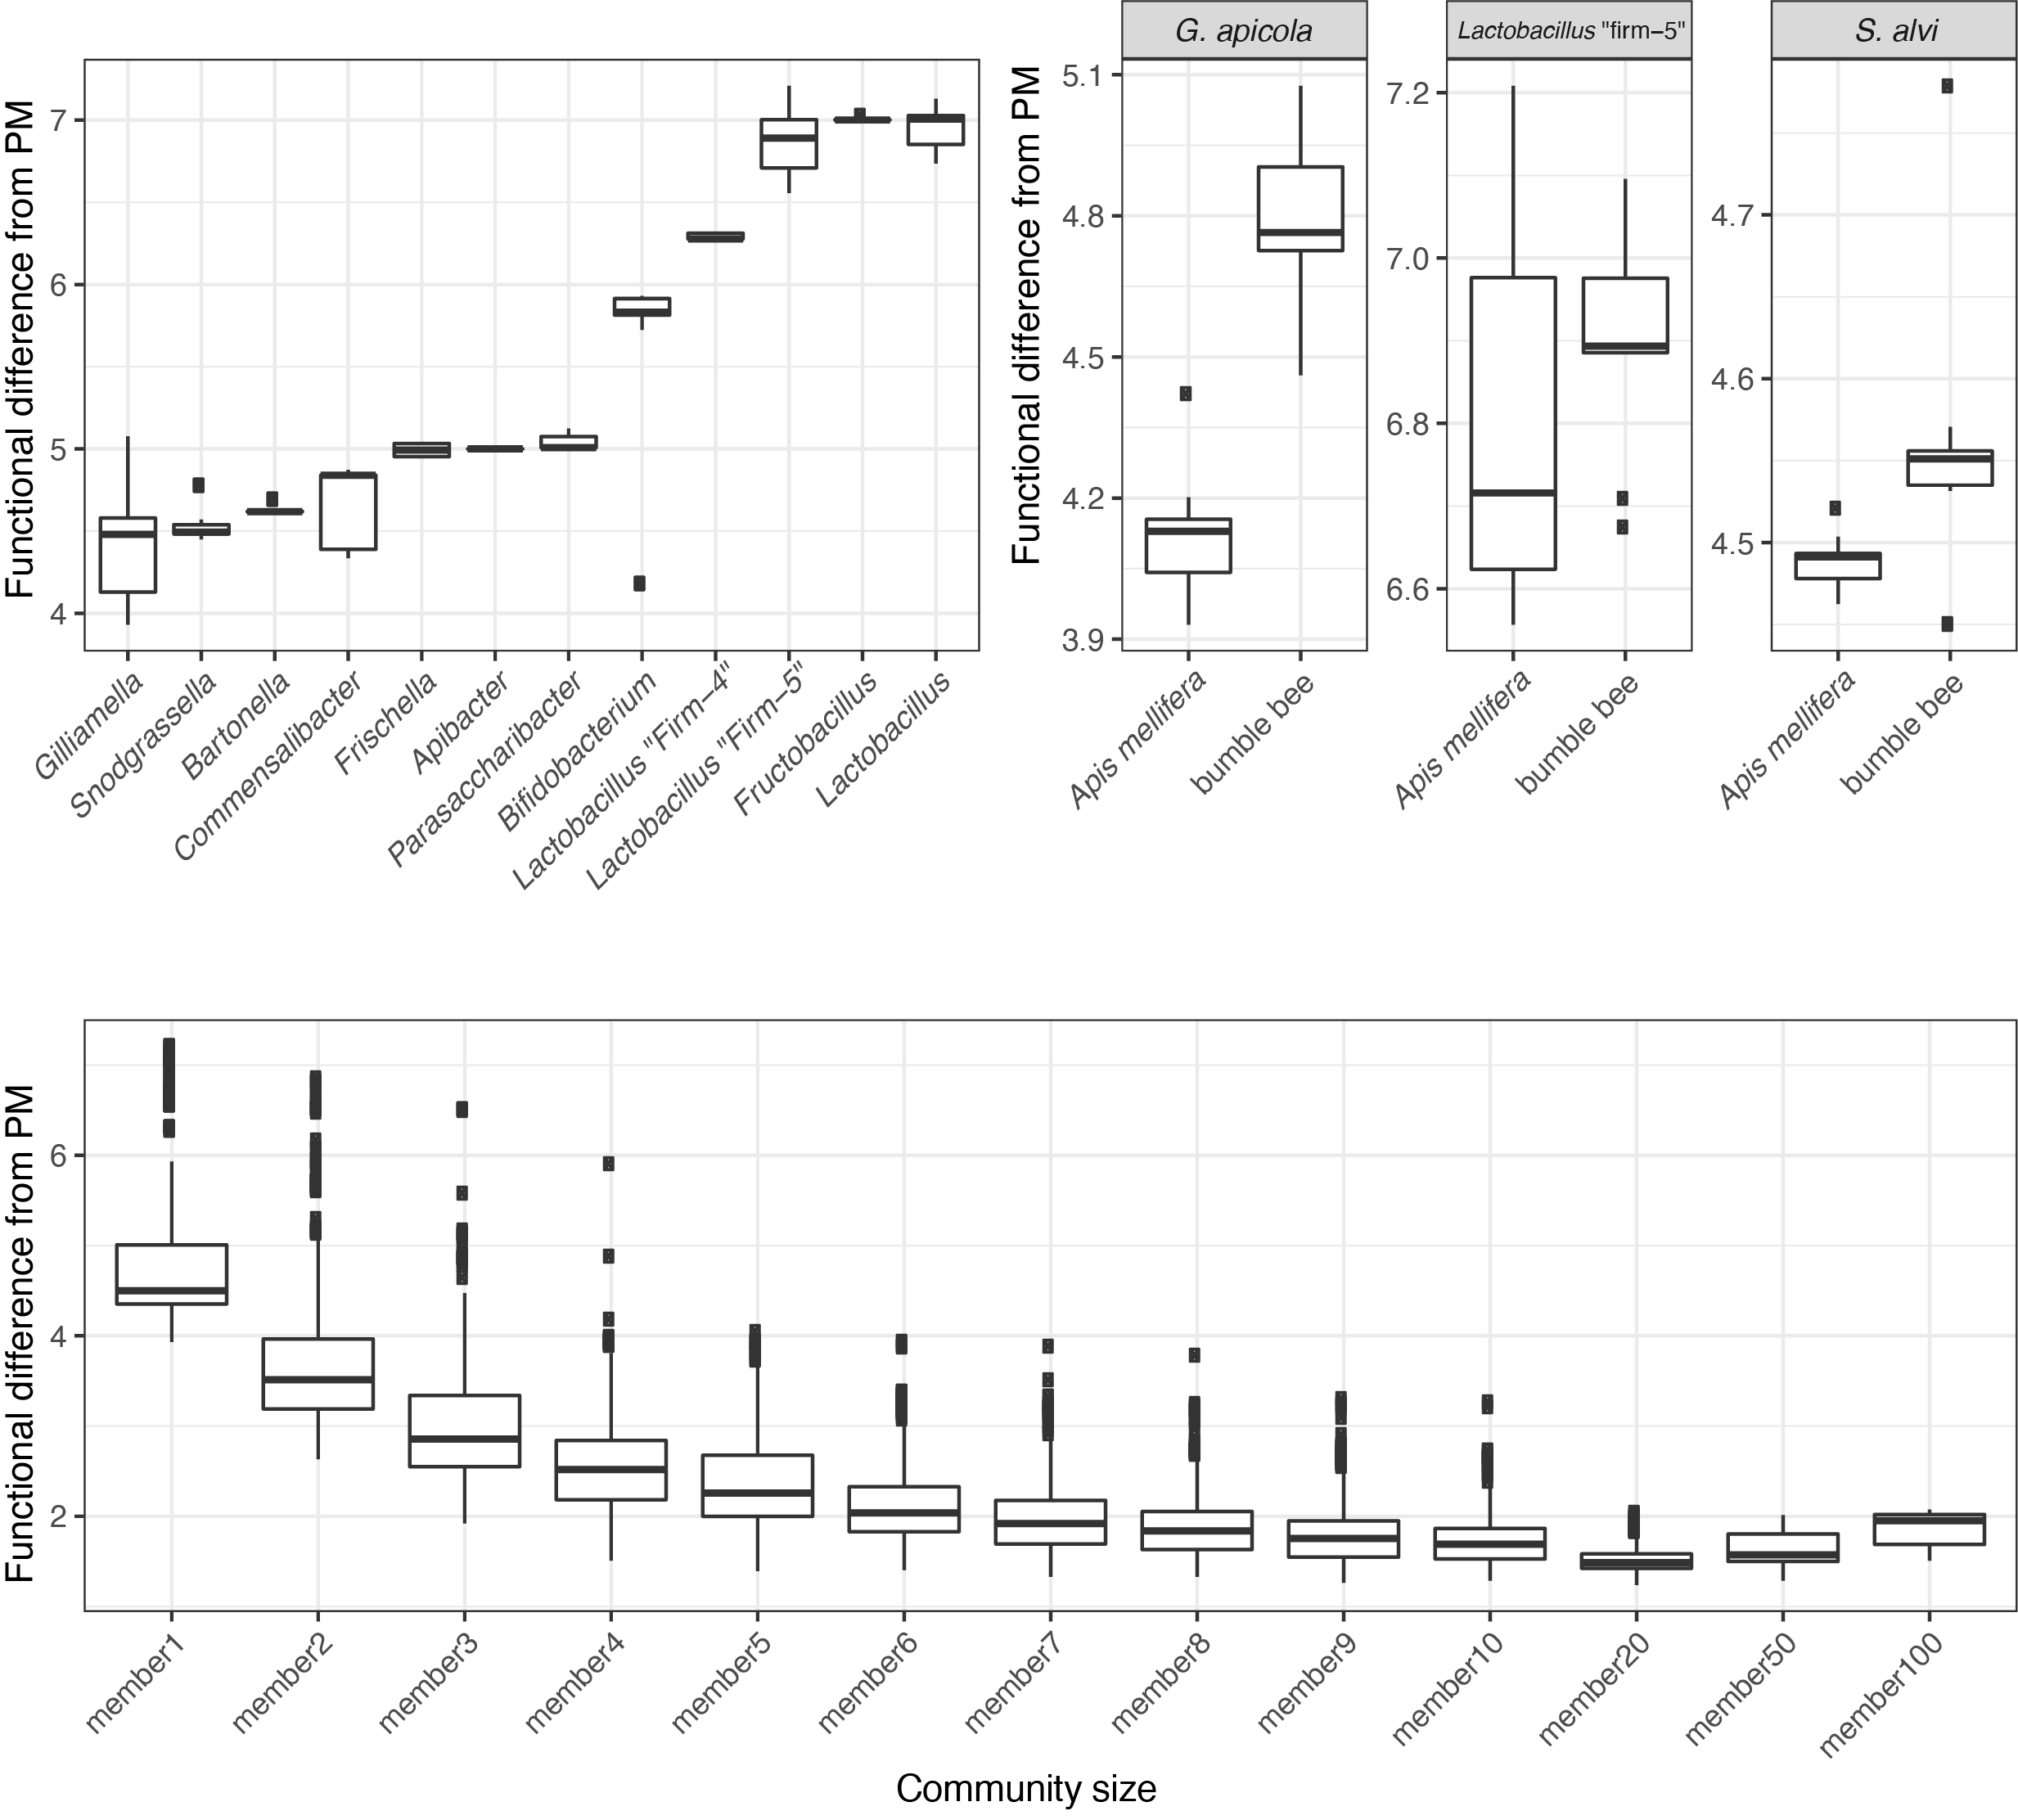 Functional difference from PM
7
6
5
4
Gilliamella
Snodgrassella
Bartonella
Commensalibacter
Frischella
Apibacter
Parasaccharibacter
Bifidobacterium
Lactobacillus "Firm−4"
Lactobacillus "Firm−5"
Fructobacillus
Lactobacillus
Functional difference from PM
G. apicola
5.1
4.8
4.5
4.2
3.9
Apis mellifera
bumble bee
Lactobacillus "firm−5"
7.2
7.0
6.8
6.6
Apis mellifera
bumble bee
S. alvi
4.7
4.6
4.5
Apis mellifera
bumble bee
Functional difference from PM
6
4
2
member1
member2
member3
member4
member5
member6
member7
member8
member9
member10
member20
member50
member100
Community size